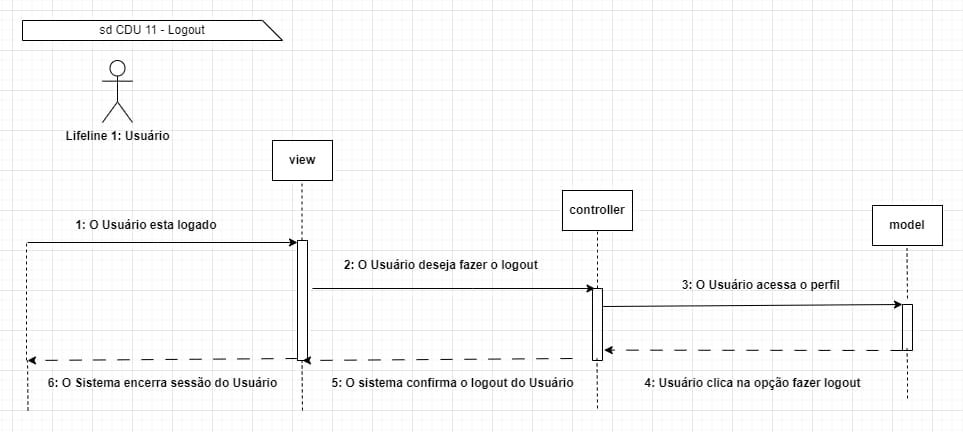 sd CDU 11 - Logout
Lifeline 1: Usuário
view
controller
model
1: O Usuário esta logado
2: O Usuário deseja fazer o logout
3: O Usuário acessa o perfil
4: Usuário clica na opção fazer logout
5: O sistema confirma o logout do Usuário
6: O Sistema encerra sessão do Usuário